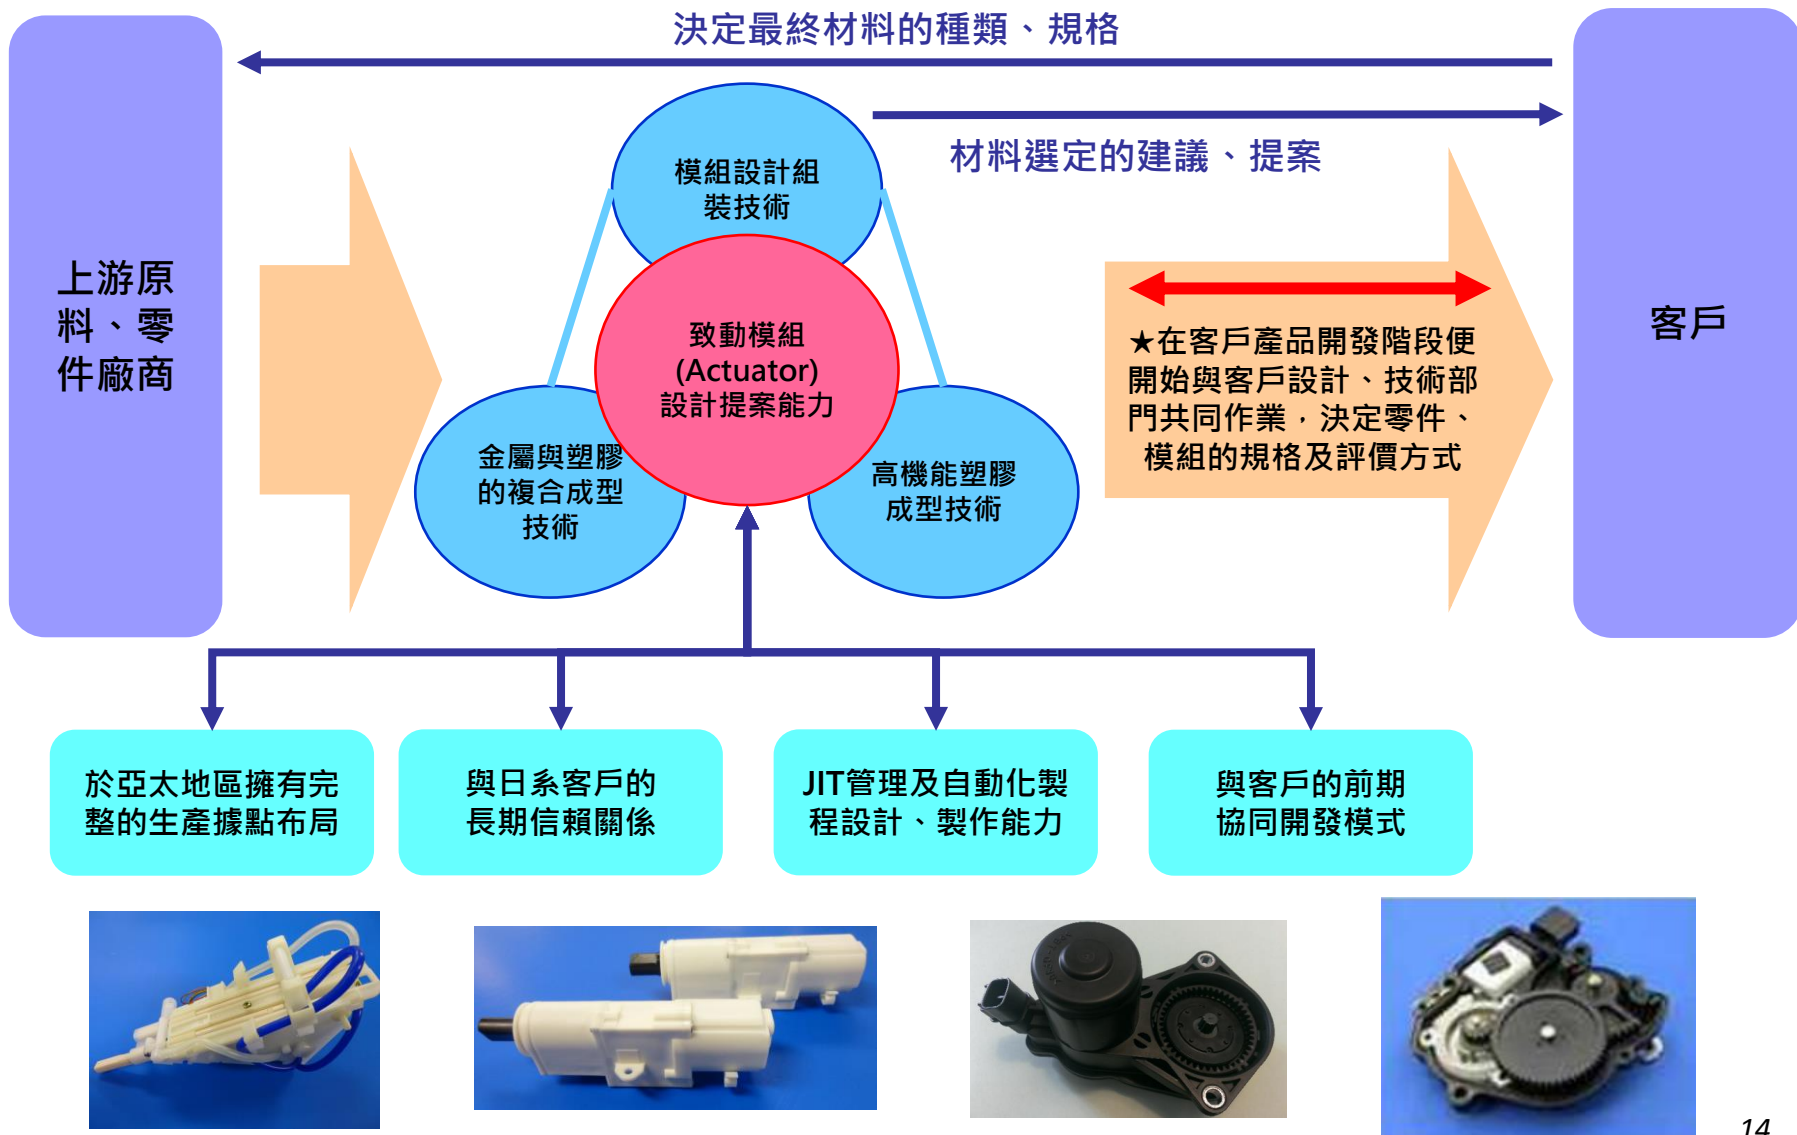 決定最終材料的種類、規格
材料選定的建議、提案
上游原
料、零
件廠商
模組設計組
裝技術
致動模組
(Actuator)
設計提案能力
金屬與塑膠
的複合成型
技術
高機能塑膠
成型技術
★在客戶產品開發階段便
開始與客戶設計、技術部
門共同作業，決定零件、
模組的規格及評價方式
客戶
於亞太地區擁有完
整的生產據點布局
與日系客戶的
長期信賴關係
JIT管理及自動化製
程設計、製作能力
與客戶的前期
協同開發模式
14